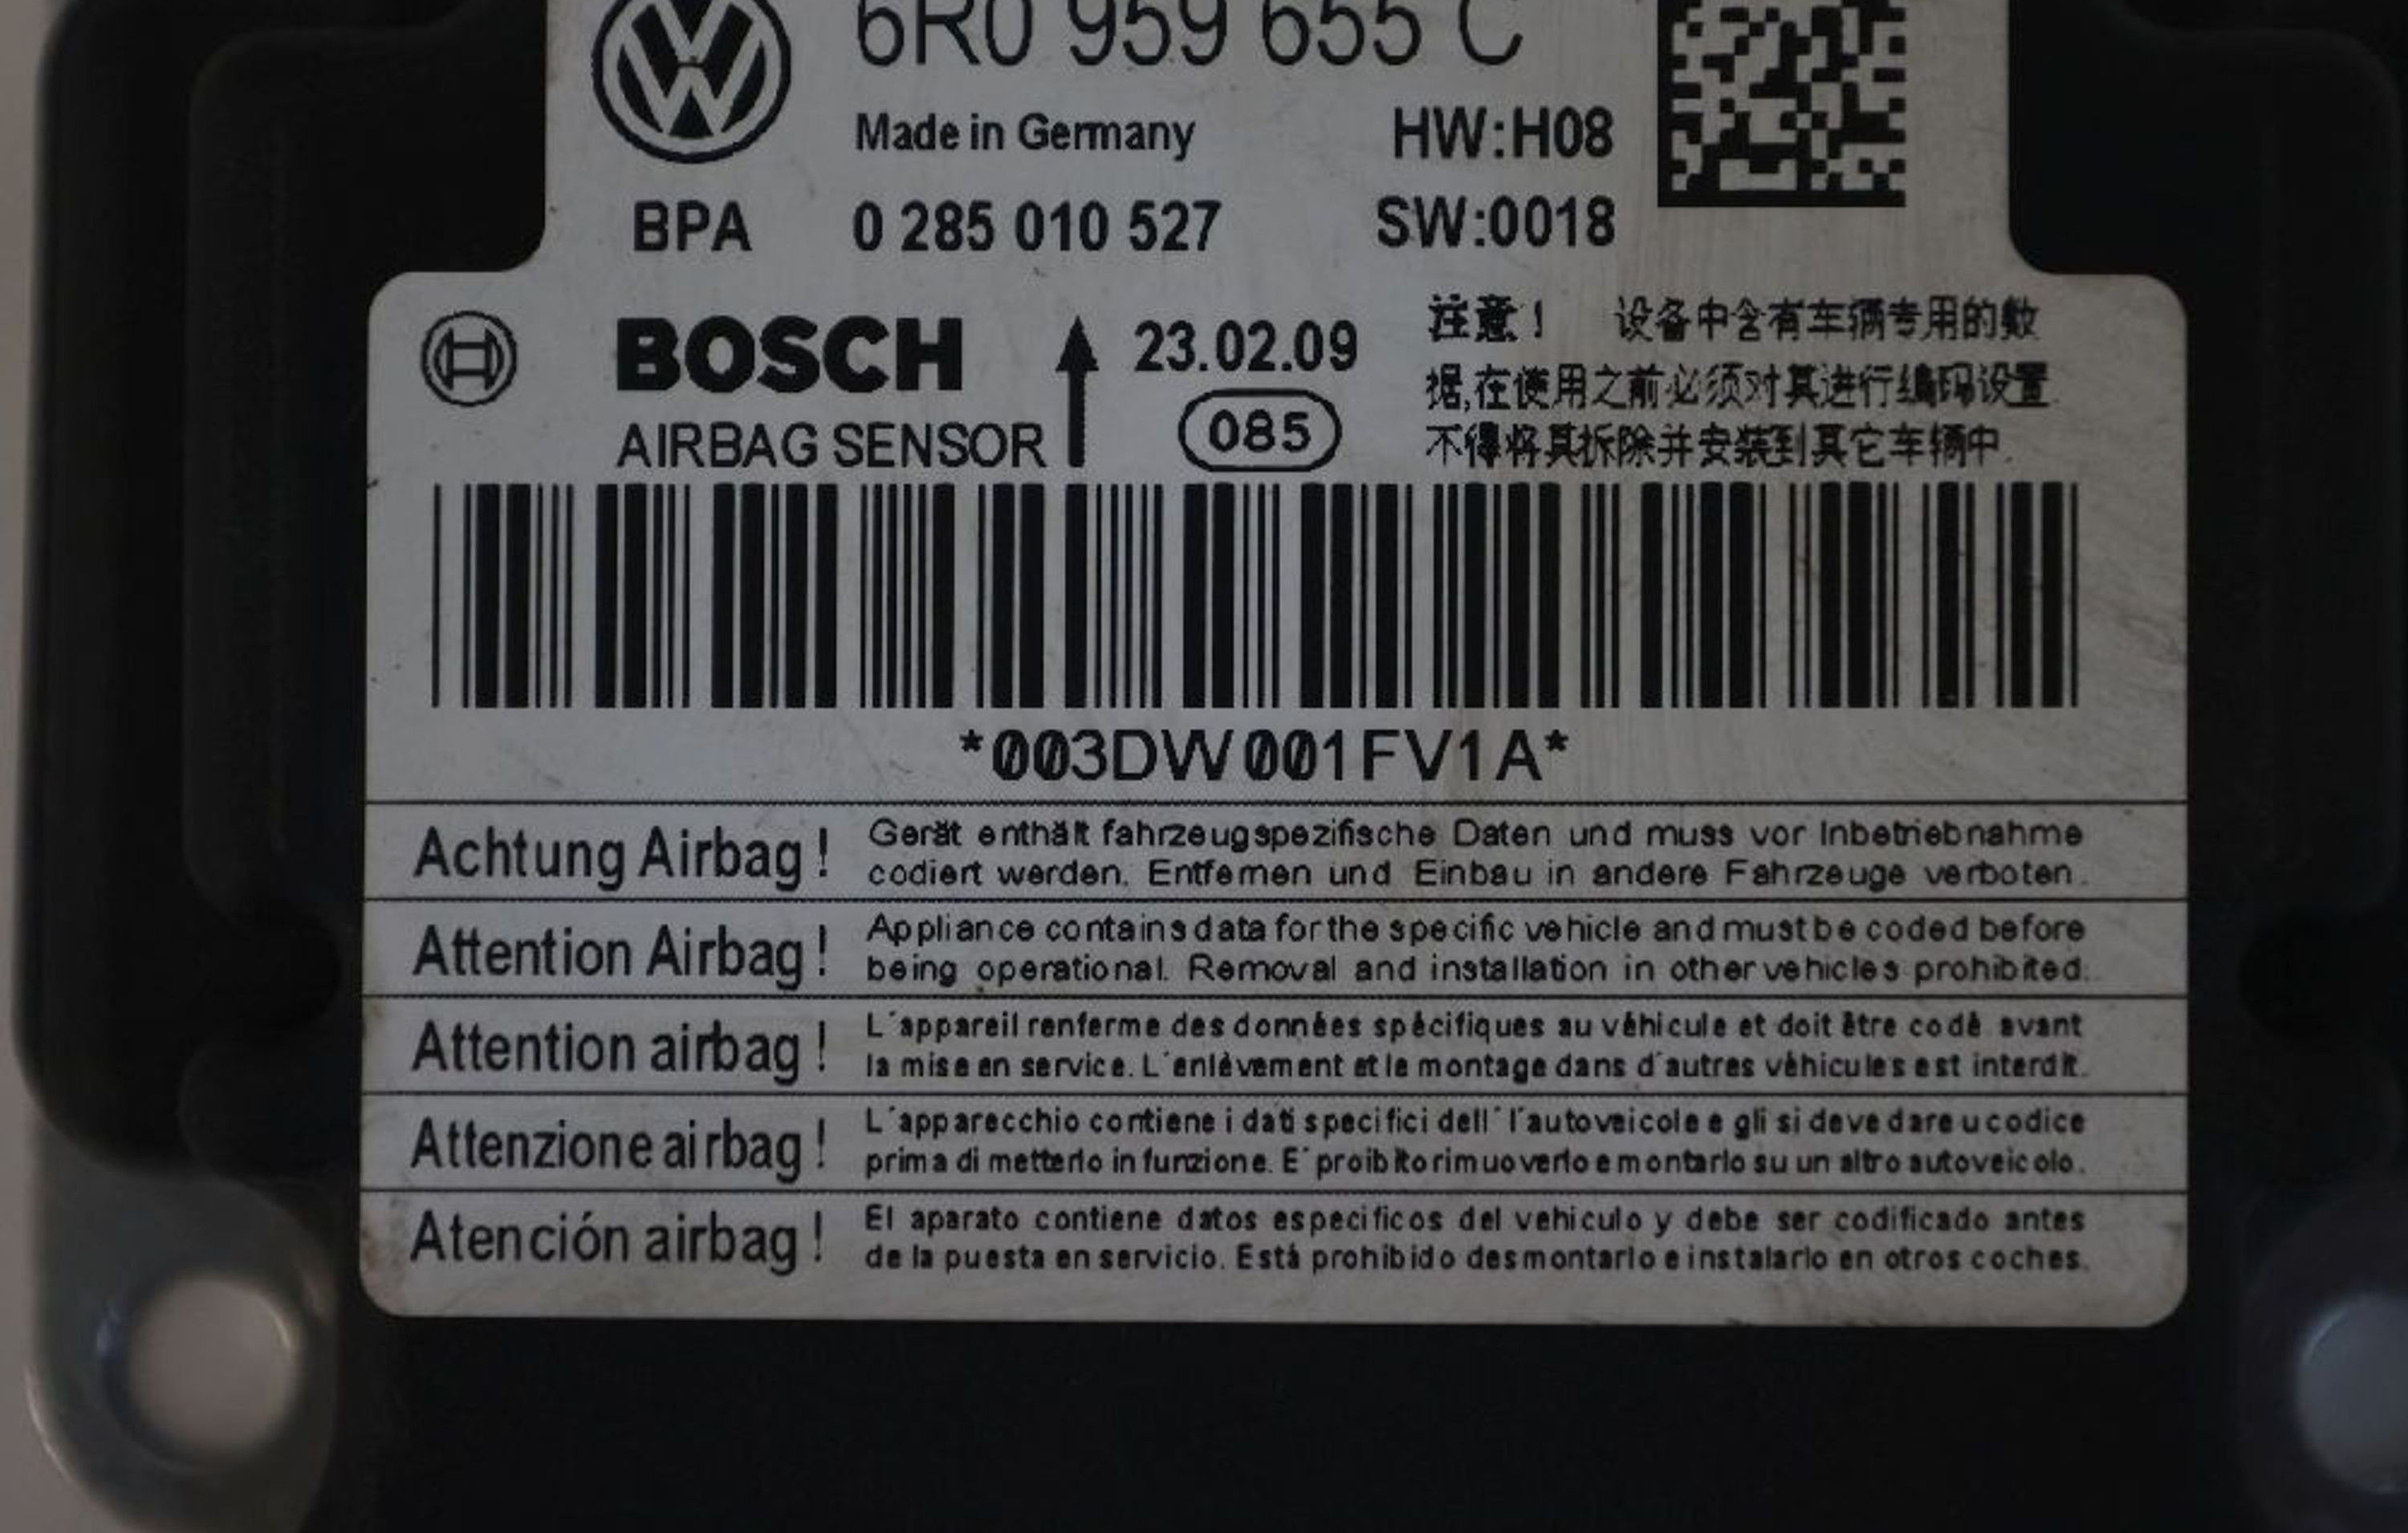 6R0 959 655 C
Made in Germany
HW:H08
BPA 0 285 010 527
SW:0018
BOSCH
AIRBAG SENSOR
23.02.09
085
注意! 设备中含有车辆专用的数
据,在使用之前必须对其进行编码设置.
不得将其拆除并安装到其它车辆中.
*003DW001FV1A*
Achtung Airbag!
Gerät enthält fahrzeugspezifische Daten und muss vor Inbetriebnahme
codiert werden. Entfernen und Einbau in andere Fahrzeuge verboten.
Attention Airbag!
Appliance contains data for the specific vehicle and must be coded before
being operational. Removal and installation in other vehicles prohibited.
Attention airbag!
L´appareil renferme des données spécifiques au véhicule et doit être codé avant
la mise en service. L´enlèvement et le montage dans d´autres véhicules est interdit.
Attenzione airbag!
L´apparecchio contiene i dati specifici dell´ l´autoveicolo e gli si deve dare u codice
prima di metterlo in funzione. E´ proibito rimuoverlo e montarlo su un altro autoveicolo.
Atención airbag!
El aparato contiene datos especificos del vehiculo y debe ser codificado antes
de la puesta en servicio. Está prohibido desmontarlo e instalarlo en otros coches.